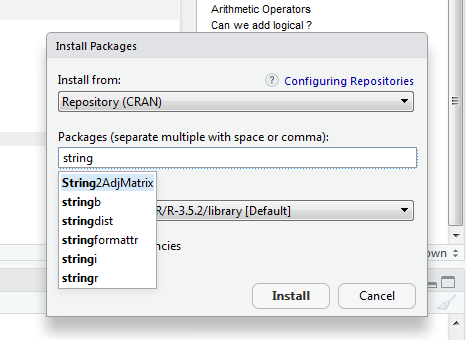 Arithmetic Operators
Can we add logical ?
Install Packages
Install from:
? Configuring Repositories
Repository (CRAN)
Packages (separate multiple with space or comma):
string
String2AdjMatrix
stringb
stringdist
R/R-3.5.2/library [Default]
stringformattr
ncies
stringi
own
stringr
Install
Cancel